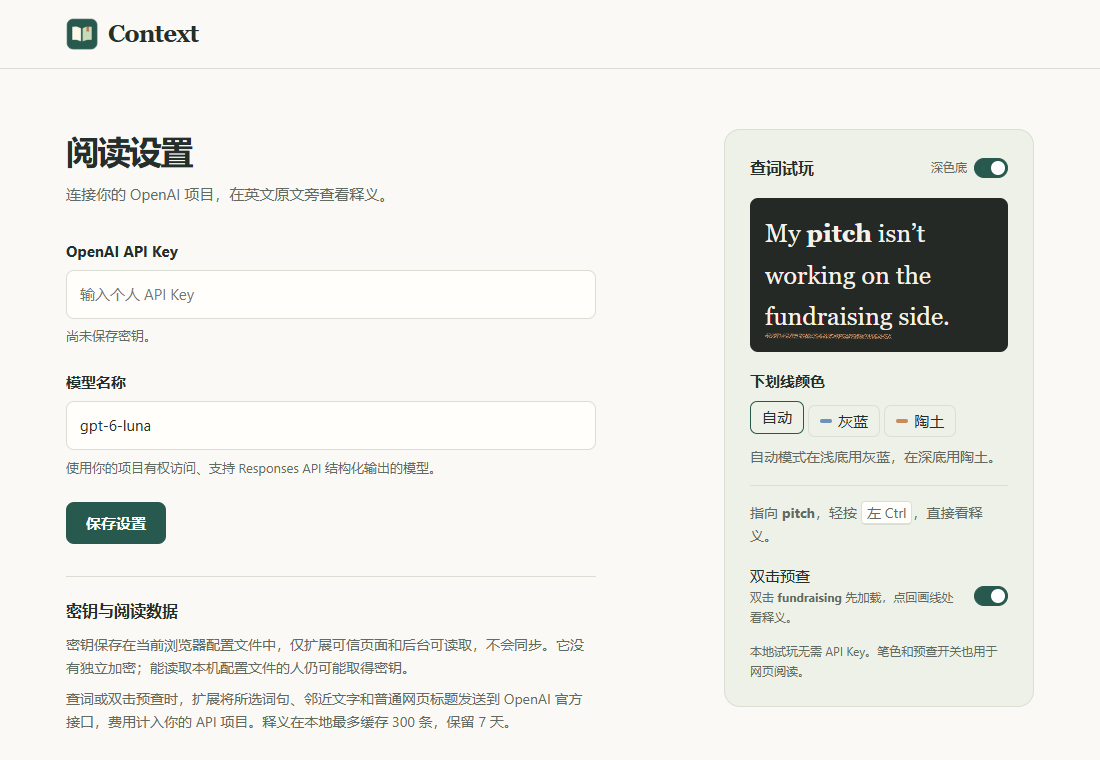 Context
阅读设置
连接你的 OpenAI 项目，在英文原文旁查看释义。
OpenAI API Key
输入个人 API Key
尚未保存密钥。
模型名称
gpt-6-luna
使用你的项目有权访问、支持 Responses API 结构化输出的模型。
保存设置
密钥与阅读数据
密钥保存在当前浏览器配置文件中，仅扩展可信页面和后台可读取，不会同步。它没
有独立加密；能读取本机配置文件的人仍可能取得密钥。
查词或双击预查时，扩展将所选词句、邻近文字和普通网页标题发送到 OpenAI 官方
接口，费用计入你的 API 项目。释义在本地最多缓存 300 条，保留 7 天。
查词试玩
深色底
My pitch isn’t
working on the
fundraising side.
下划线颜色
自动
灰蓝
陶土
自动模式在浅底用灰蓝，在深底用陶土。
指向 pitch，轻按 左 Ctrl ，直接看释
义。
双击预查
双击 fundraising 先加载，点回画线处
看释义。
本地试玩无需 API Key。笔色和预查开关也用于
网页阅读。